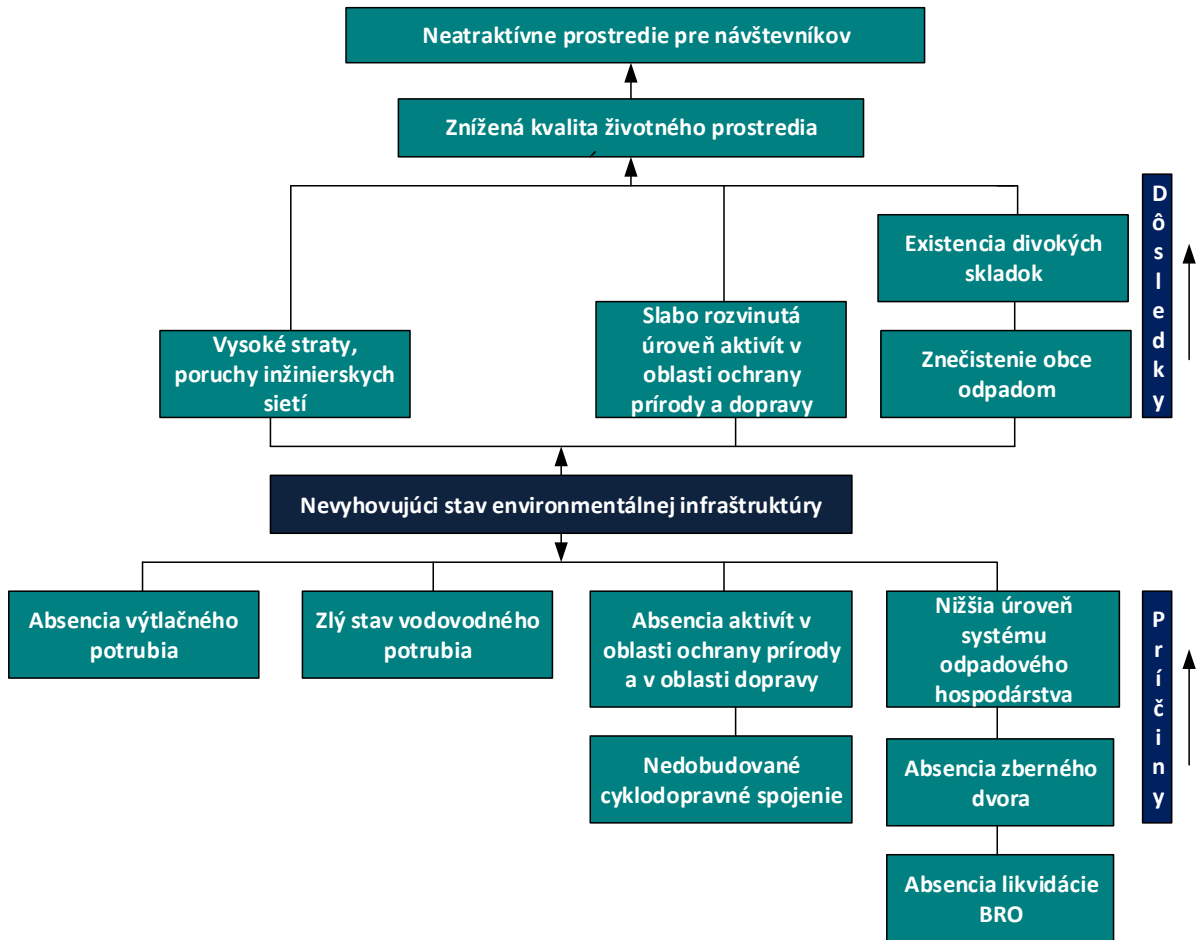 Neatraktívne prostredie pre návštevníkov
Znížená kvalita životného prostredia
Existencia divokých
skladok
Vysoké straty,
poruchy inžinierskych
sietí
Slabo rozvinutá
úroveň aktivít v
oblasti ochrany
prírody a dopravy
Znečistenie obce
odpadom
Dôsledky
Nevyhovujúci stav environmentálnej infraštruktúry
Absencia výtlačného
potrubia
Zlý stav vodovodného
potrubia
Absencia aktivít v
oblasti ochrany prírody
a v oblasti dopravy
Nižšia úroveň
systému
odpadového
hospodárstva
Nedobudované
cyklodopravné spojenie
Absencia zberného
dvora
Absencia likvidácie
BRO
Príčiny